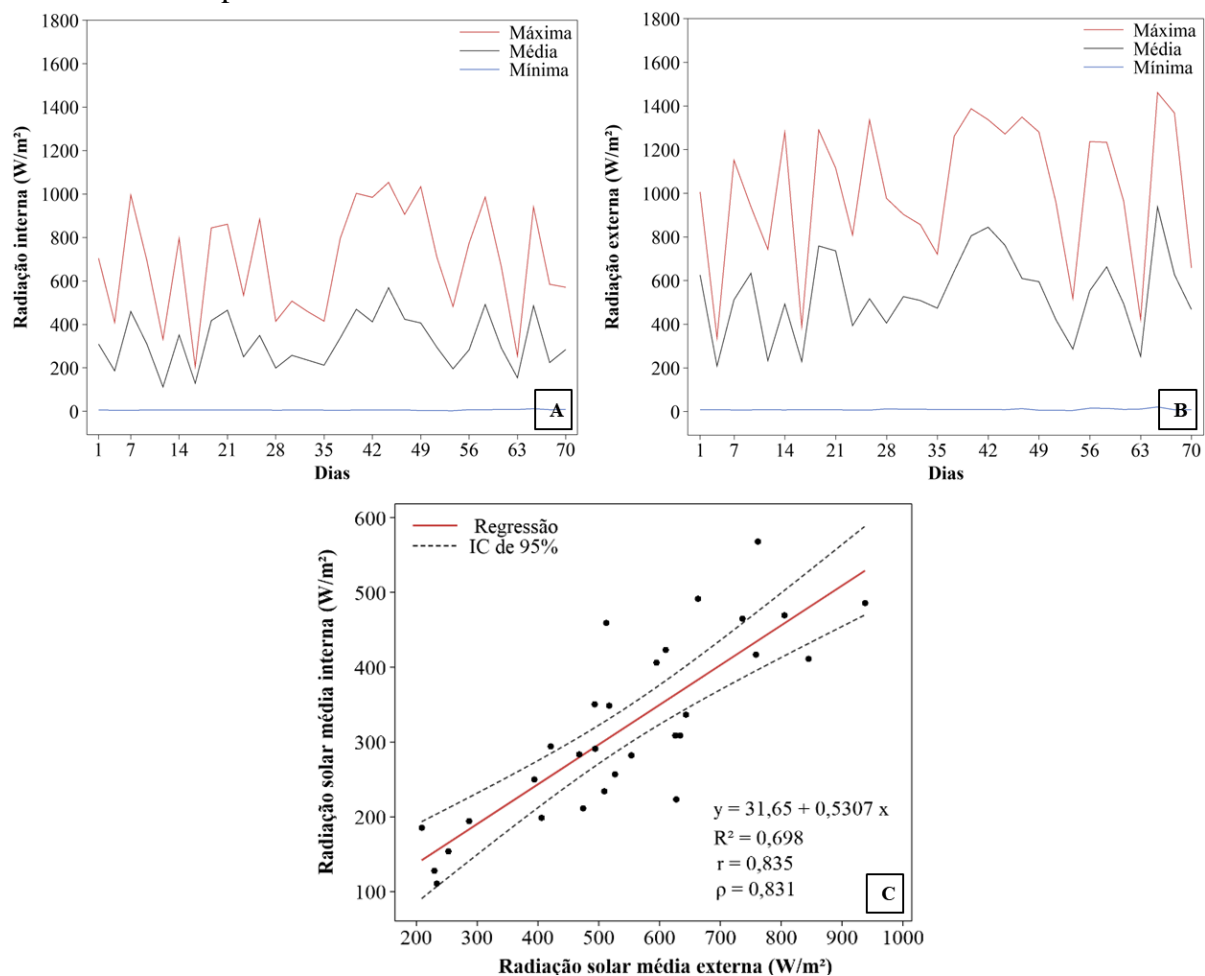 1800
1600
1400
1200
1000
800
600
400
200
0
Radiação interna (W/m²)
Máxima
Média
Mínima
A
1 7 14 21 28 35 42 49 56 63 70
Dias
1800
1600
1400
1200
1000
800
600
400
200
0
Radiação externa (W/m²)
Máxima
Média
Mínima
B
1 7 14 21 28 35 42 49 56 63 70
Dias
600
500
400
300
200
100
Radiação solar média interna (W/m²)
Regressão
IC de 95%
y = 31,65 + 0,5307 x
R² = 0,698
r = 0,835
ρ = 0,831
C
200 300 400 500 600 700 800 900 1000
Radiação solar média externa (W/m²)